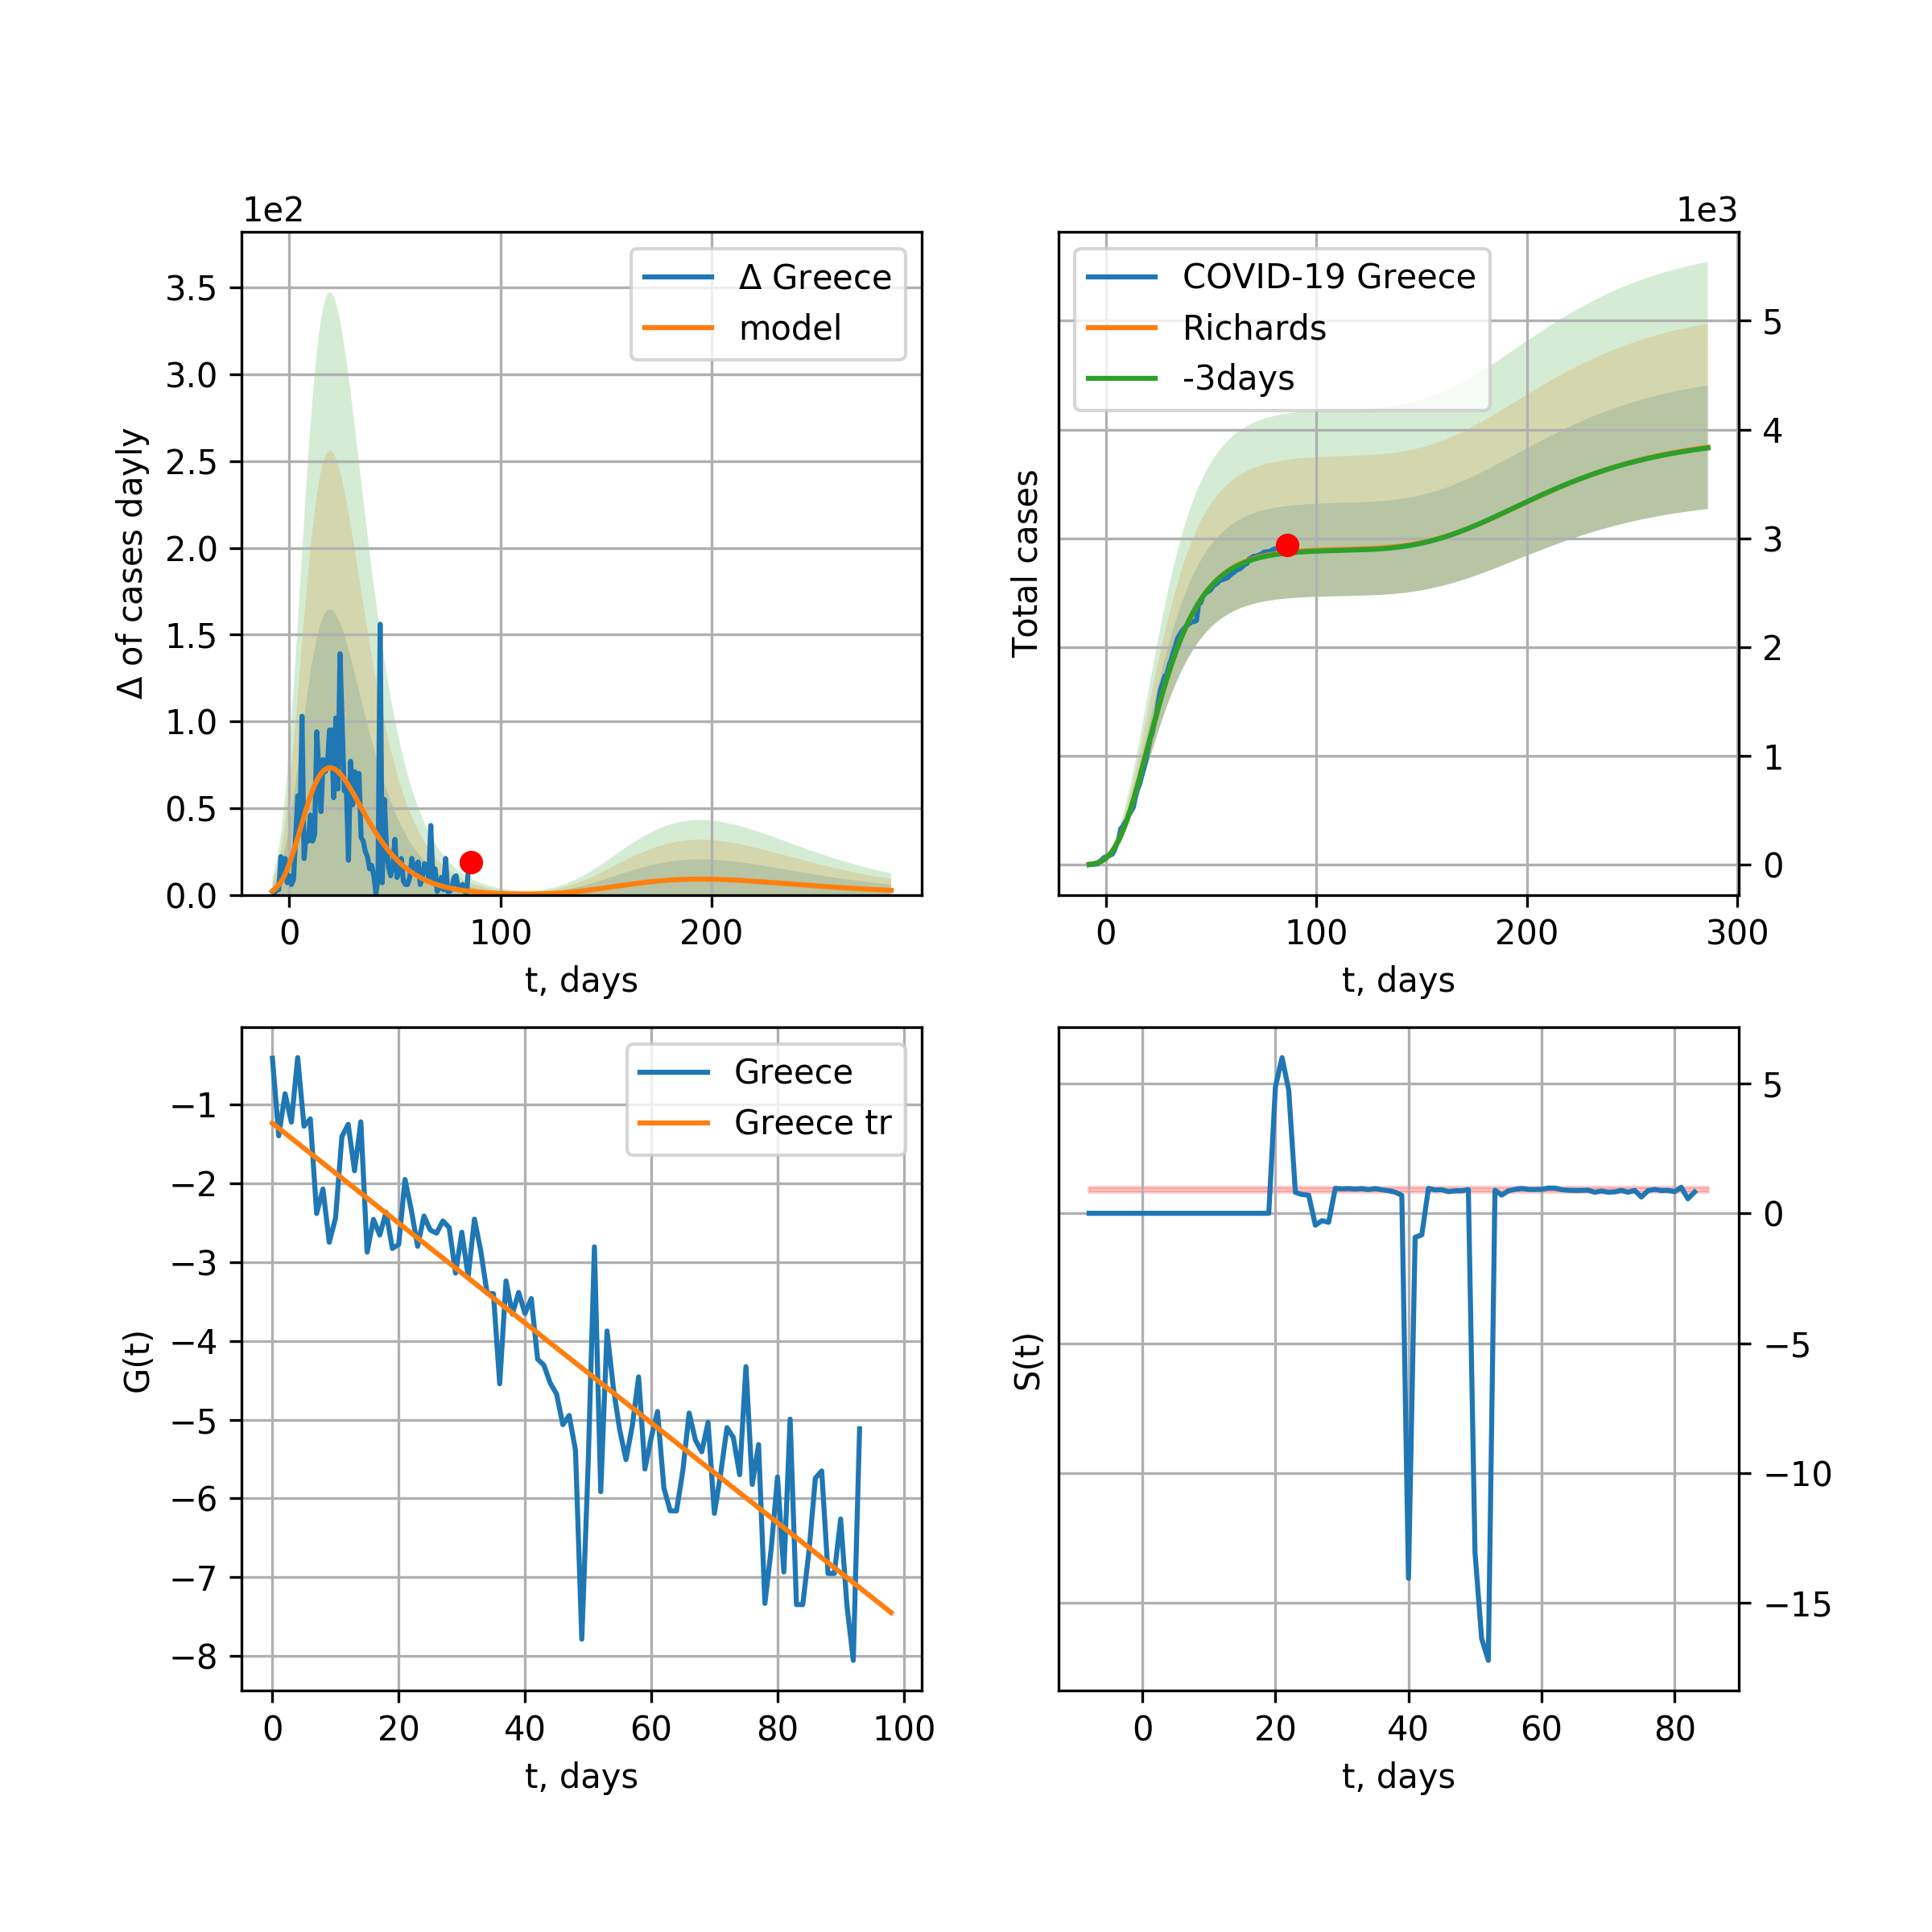 1e2
3.5
3.0
2.5
2.0
1.5
1.0
0.5
0.0
Δ of cases dayly
0 100 200
t, days
Δ Greece
model
1e3
COVID-19 Greece
Richards
-3days
Total cases
5
4
3
2
1
0
0 100 200 300
t, days
Greece
Greece tr
G(t)
−1
−2
−3
−4
−5
−6
−7
−8
0 20 40 60 80 100
t, days
S(t)
5
0
−5
−10
−15
0 20 40 60 80
t, days